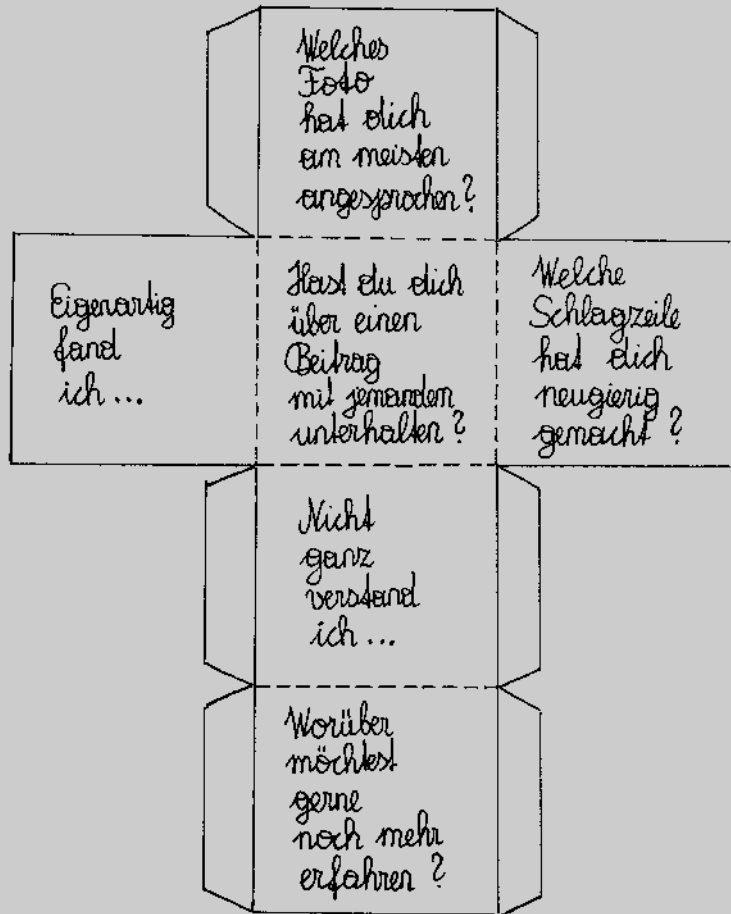 Welches
Foto
hat dich
am meisten
angesprochen?
Eigenartig
fand
ich...
Hast du dich
über einen
Beitrag
mit jemandem
unterhalten?
Welche
Schlagzeile
hat dich
neugierig
gemacht?
Nicht
ganz
verstand
ich...
Worüber
möchtest
gerne
noch mehr
erfahren?